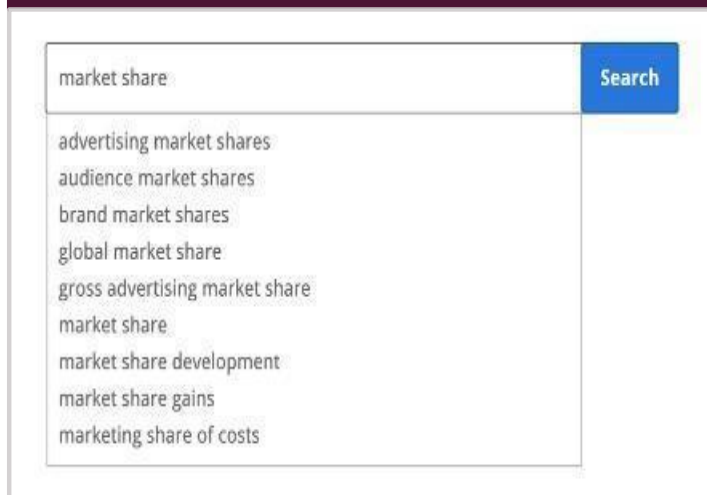 market share
Search
advertising market shares
audience market shares
brand market shares
global market share
gross advertising market share
market share
market share development
market share gains
marketing share of costs